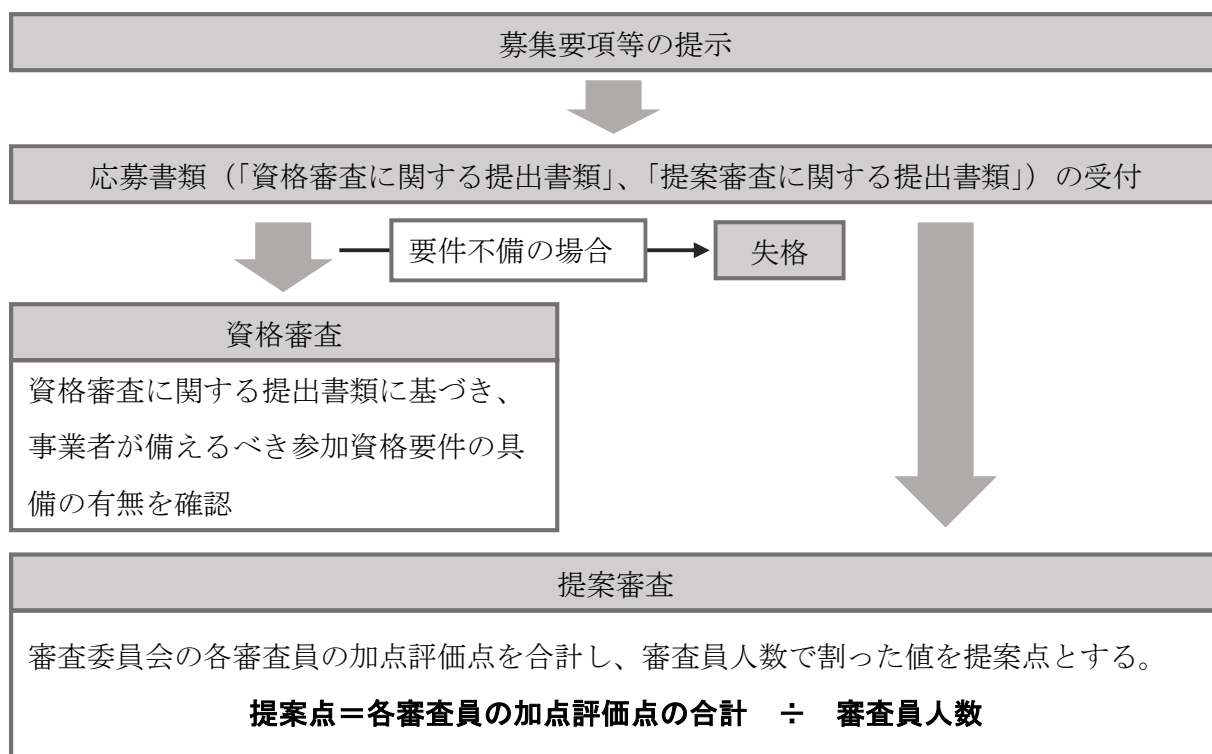 募集要項等の提示
応募書類（「資格審査に関する提出書類」、「提案審査に関する提出書類」）の受付
要件不備の場合
失格
資格審査
資格審査に関する提出書類に基づき、
事業者が備えるべき参加資格要件の具
備の有無を確認
提案審査
審査委員会の各審査員の加点評価点を合計し、審査員人数で割った値を提案点とする。
提案点＝各審査員の加点評価点の合計　÷　審査員人数